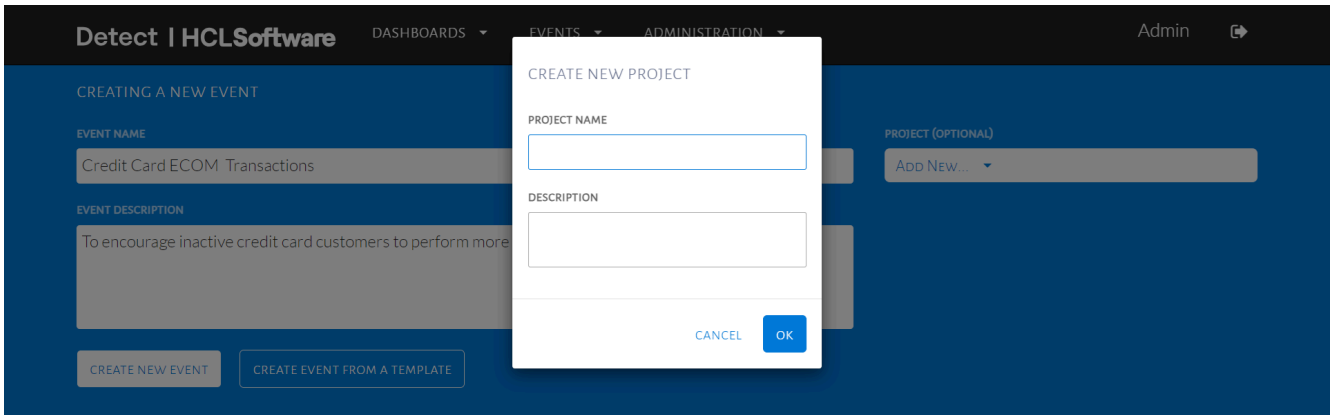 Detect | HCLSoftware
DASHBOARDS
EVENTS
ADMINISTRATION
Admin
CREATING A NEW EVENT
EVENT NAME
Credit Card ECOM Transactions
PROJECT (OPTIONAL)
ADD NEW...
EVENT DESCRIPTION
To encourage inactive credit card customers to perform more
CREATE NEW EVENT
CREATE EVENT FROM A TEMPLATE
CREATE NEW PROJECT
PROJECT NAME
DESCRIPTION
CANCEL
OK